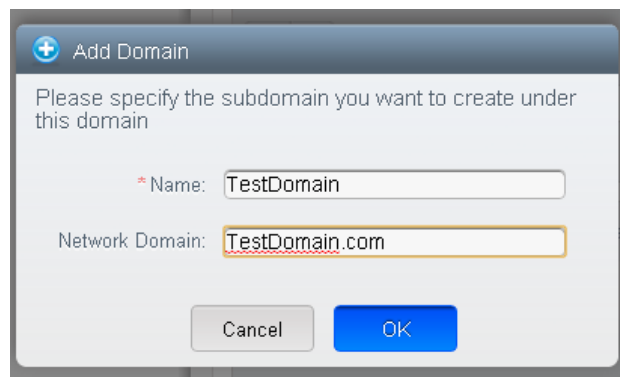 Add Domain
Please specify the subdomain you want to create under
this domain
* Name: TestDomain
Network Domain: TestDomain.com
Cancel OK